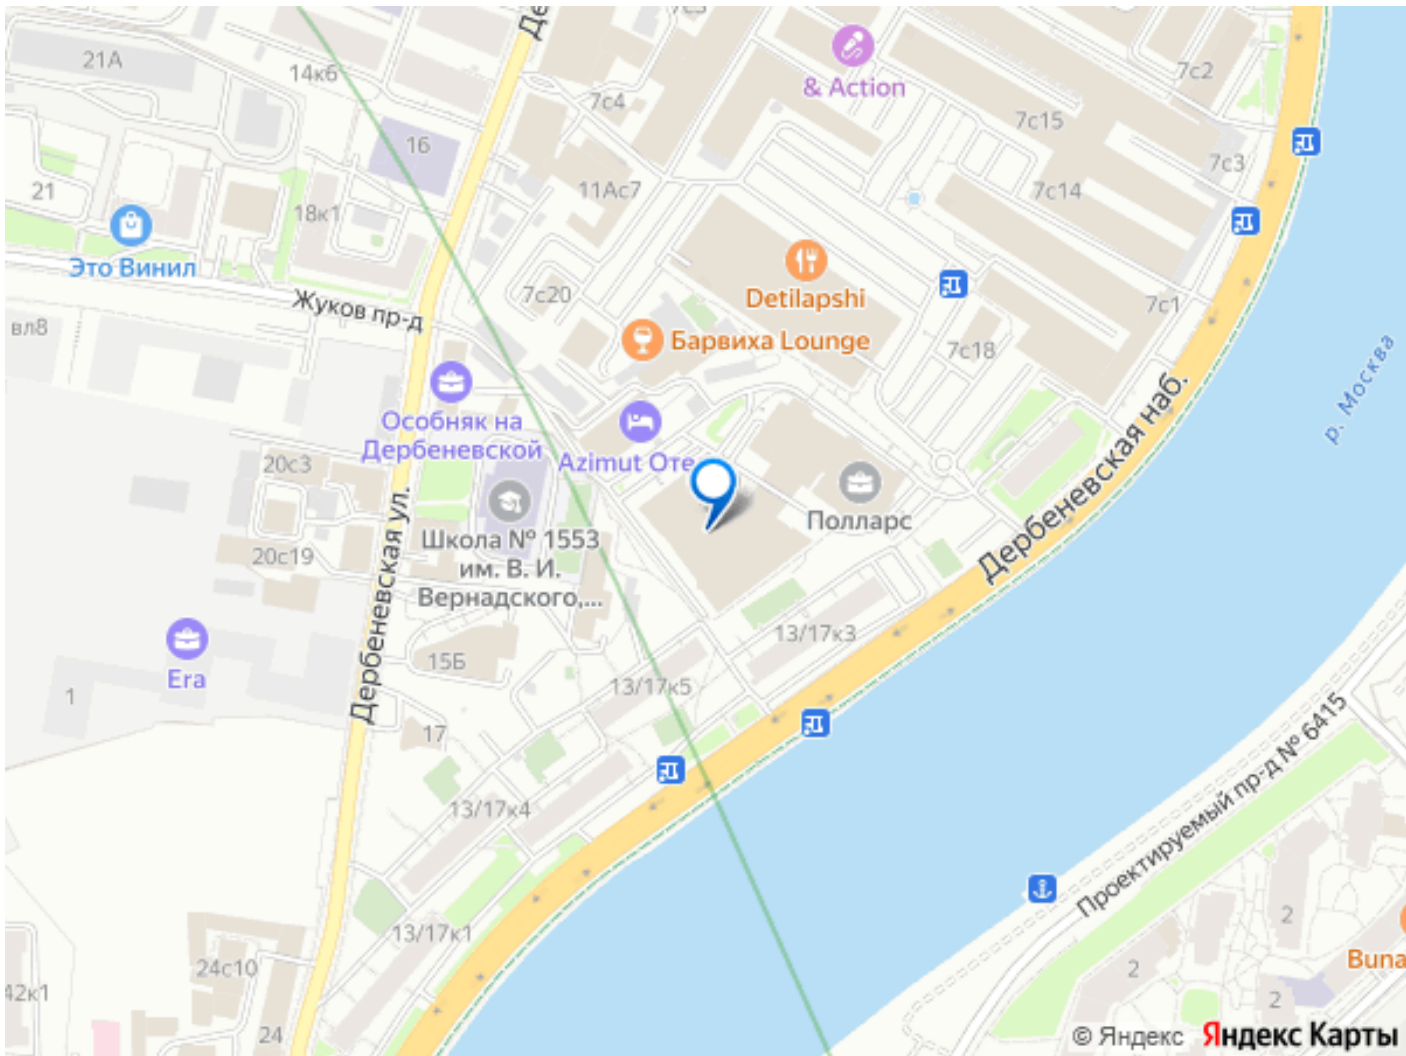 7с3
Де
21А
14к6
& Action
7с2
7с4
7с15
16
7с3
21
11Ас7
7с14
18к1
Это Винил
Detilapshi
7с20
Жуков пр-д
7с1
вл8
Барвиха Lounge
7с18
р. Москва
Особняк на
Дербеневской
Azimut Оте
20с3
Полларс
Дербеневская наб.
Школа № 1553
им. В. И.
Вернадского,...
20с19
Дербеневская ул.
13/17к3
15Б
Era
13/17к5
1
17
Проектируемый пр-д № 6415
13/17к4
2
13/17к1
Buna
24с10
2
42к1
2
24
© Яндекс Яндекс Карты